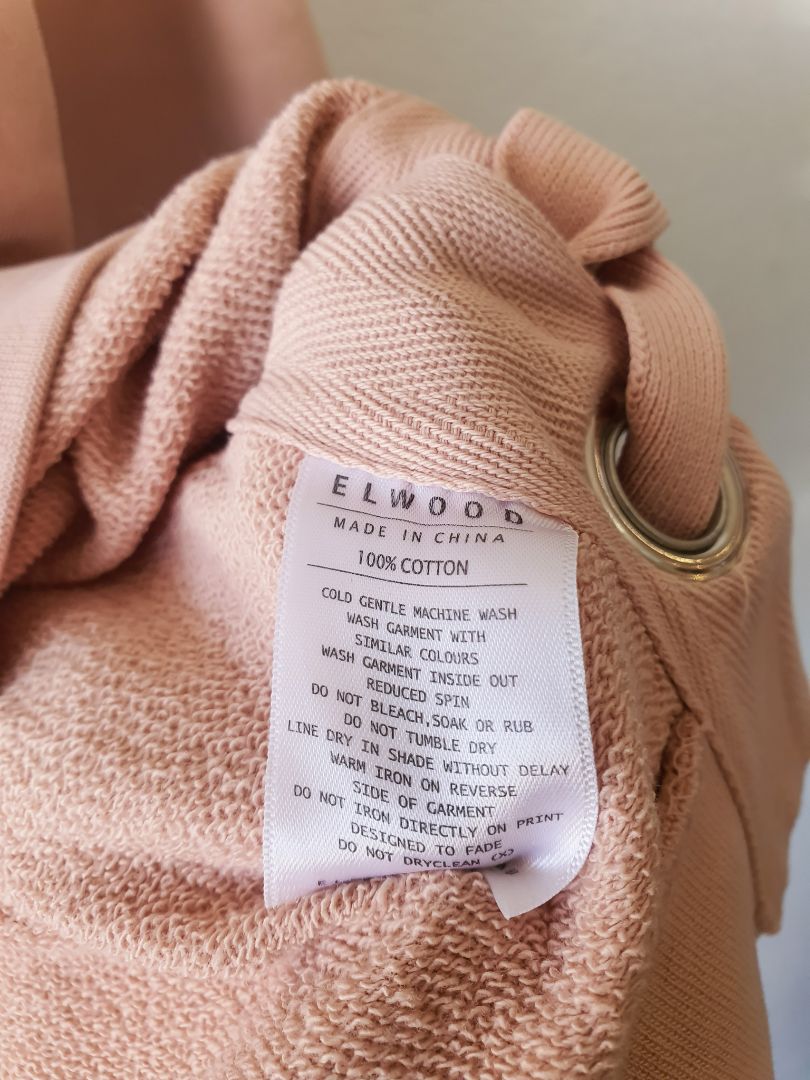 ELWOOD
MADE IN CHINA
100% COTTON
COLD GENTLE MACHINE WASH
WASH GARMENT WITH
SIMILAR COLOURS
WASH GARMENT INSIDE OUT
REDUCED SPIN
DO NOT BLEACH,SOAK OR RUB
DO NOT TUMBLE DRY
LINE DRY IN SHADE WITHOUT DELAY
WARM IRON ON REVERSE
SIDE OF GARMENT
DO NOT IRON DIRECTLY ON PRINT
DESIGNED TO FADE
DO NOT DRYCLEAN (X)